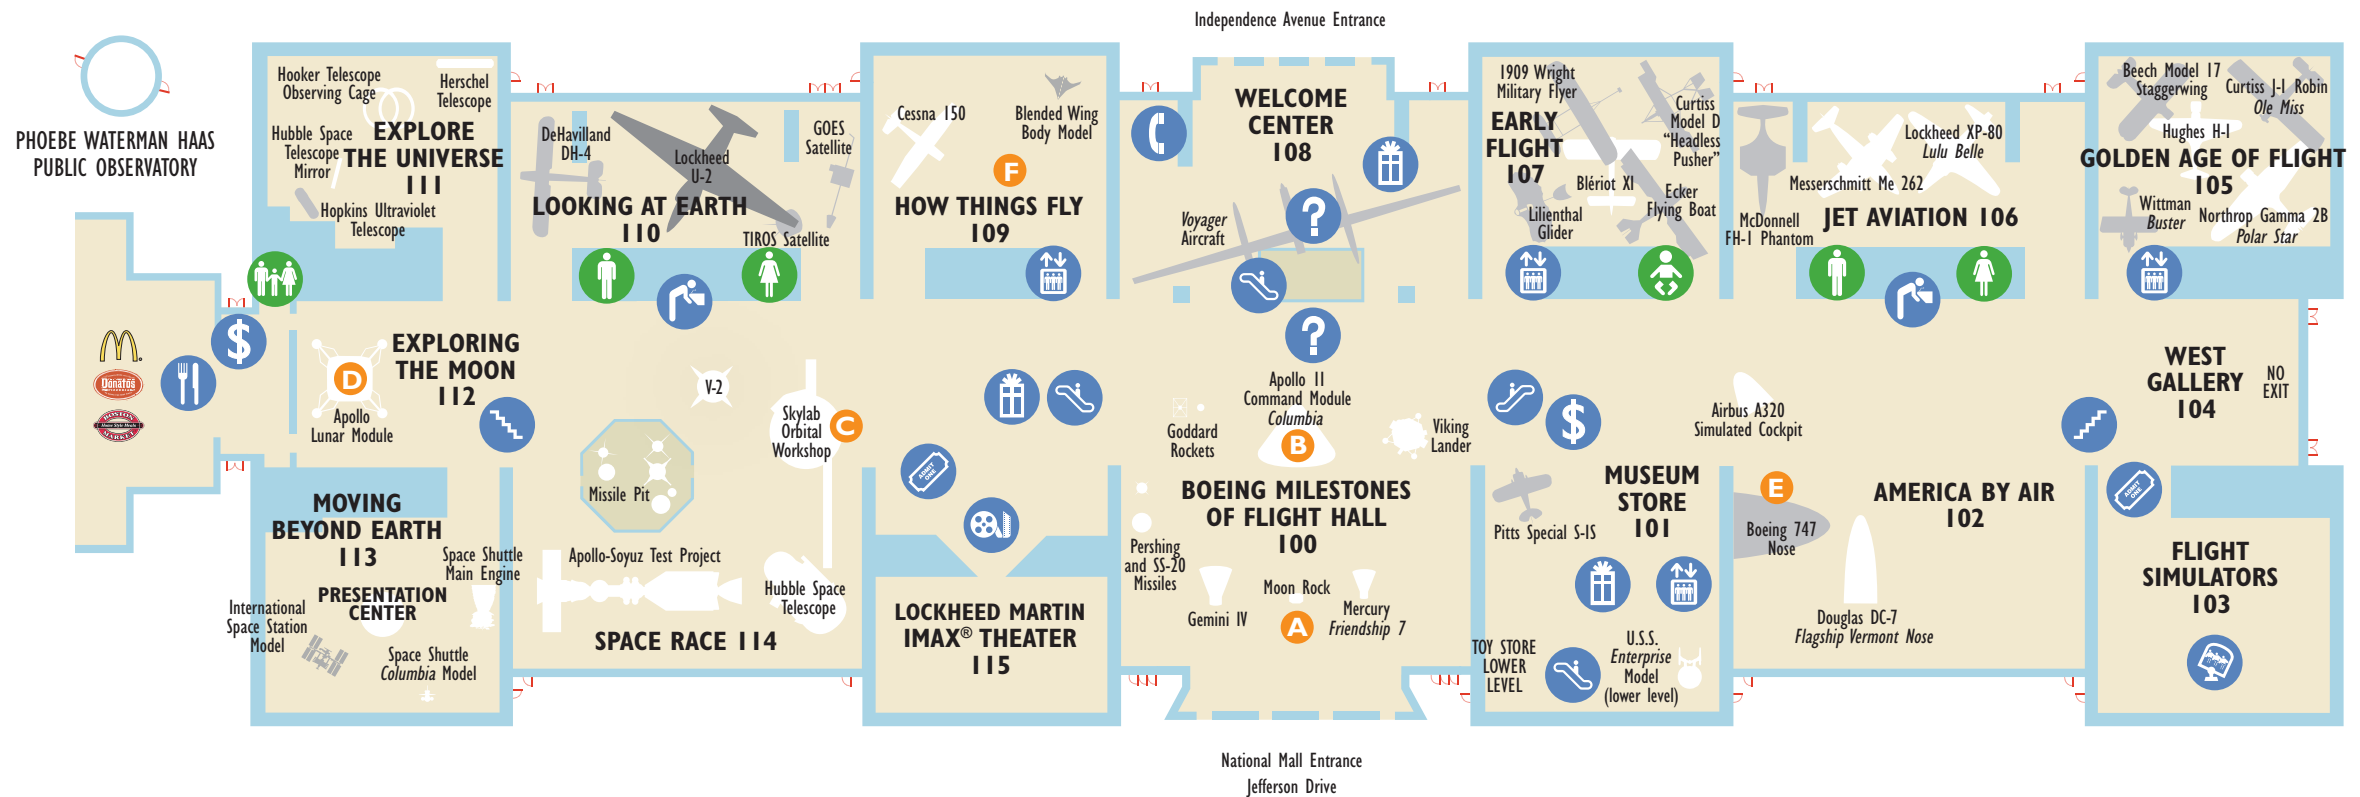 Independence Avenue Entrance
PHOEBE WATERMAN HAAS
PUBLIC OBSERVATORY
Hooker Telescope
Observing Cage
Herschel
Telescope
Hubble Space
Telescope
Mirror
EXPLORE
THE UNIVERSE
111
Hopkins Ultraviolet
Telescope
DeHavilland
DH-4
Lockheed
U-2
GOES
Satellite
LOOKING AT EARTH
110
TIROS Satellite
Cessna 150
Blended Wing
Body Model
F
HOW THINGS FLY
109
WELCOME
CENTER
108
Voyager
Aircraft
?
?
1909 Wright
Military Flyer
EARLY
FLIGHT
107
Curtiss
Model D
“Headless
Pusher”
Blériot XI
Ecker
Flying Boat
Lilienthal
Glider
McDonnell
FH-1 Phantom
Lockheed XP-80
Lulu Belle
Messerschmitt Me 262
JET AVIATION 106
Beech Model 17
Staggerwing
Curtiss J-1 Robin
Ole Miss
Hughes H-1
GOLDEN AGE OF FLIGHT
105
Wittman
Buster
Northrop Gamma 2B
Polar Star
$
Donatos
BOSTON
Home Style Meals
MARKET
D
Apollo
Lunar Module
EXPLORING
THE MOON
112
V-2
Skylab
Orbital
Workshop
C
Missile Pit
ADMIT
ONE
Goddard
Rockets
Apollo 11
Command Module
Columbia
B
Viking
Lander
$
Airbus A320
Simulated Cockpit
WEST
GALLERY
104
NO
EXIT
ADMIT
ONE
MOVING
BEYOND EARTH
113
Space Shuttle
Main Engine
PRESENTATION
CENTER
International
Space Station
Model
Space Shuttle
Columbia Model
Apollo-Soyuz Test Project
Hubble Space
Telescope
SPACE RACE 114
LOCKHEED MARTIN
IMAX® THEATER
115
BOEING MILESTONES
OF FLIGHT HALL
100
Pershing
and SS-20
Missiles
Gemini IV
Moon Rock
A
Mercury
Friendship 7
Pitts Special S-1S
MUSEUM
STORE
101
TOY STORE
LOWER
LEVEL
U.S.S.
Enterprise
Model
(lower level)
E
Boeing 747
Nose
AMERICA BY AIR
102
Douglas DC-7
Flagship Vermont Nose
FLIGHT
SIMULATORS
103
National Mall Entrance
Jefferson Drive